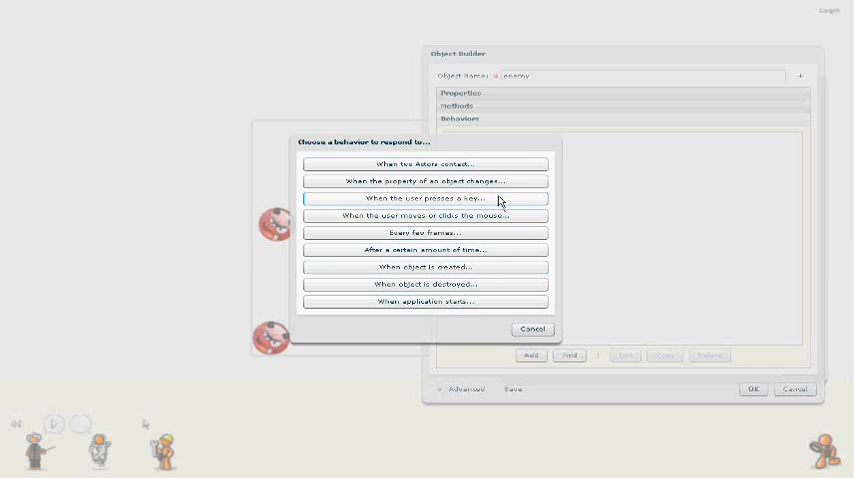 Login
Object Builder
Object Name: enemy +
Properties
Methods
Behaviors
Choose a behavior to respond to...
When two Actors contact...
When the property of an object changes...
When the user presses a key...
When the user moves or clicks the mouse...
Every few frames...
After a certain amount of time...
When object is created...
When object is destroyed...
When application starts...
Cancel
Add Find Edit Copy Delete
Advanced Save OK Cancel